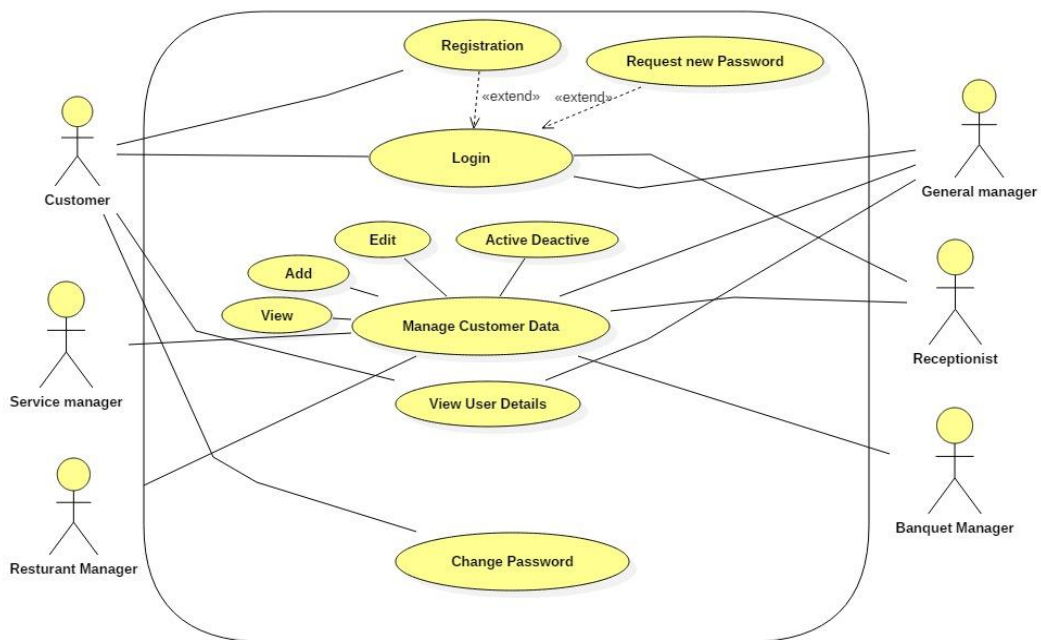 Registration
Request new Password
«extend»
«extend»
Customer
Login
General manager
Edit
Active Deactive
Add
View
Manage Customer Data
Service manager
Receptionist
View User Details
Resturant Manager
Banquet Manager
Change Password